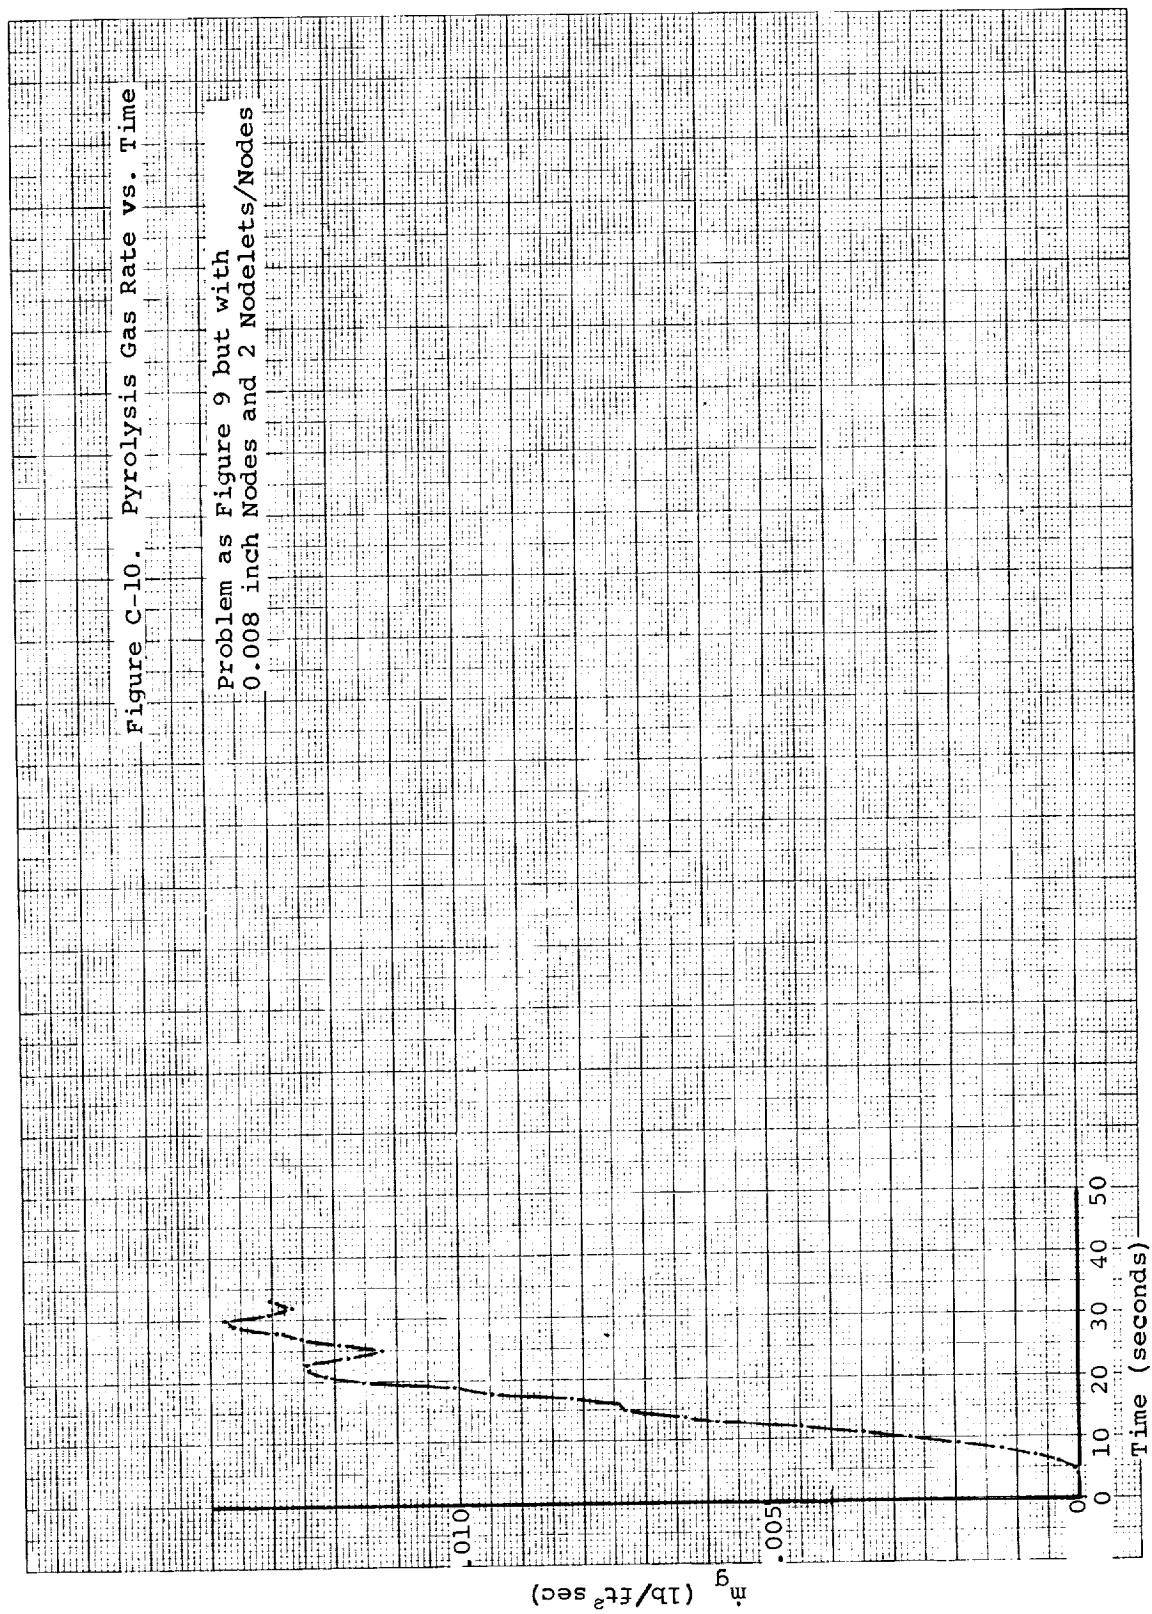 Figure C-10. Pyrolysis Gas Rate vs. Time
Problem as Figure 9 but with
0.008 inch Nodes and 2 Nodelets/Nodes
ṁg (lb/ft² sec)
.010
.005
0
0 10 20 30 40 50
Time (seconds)